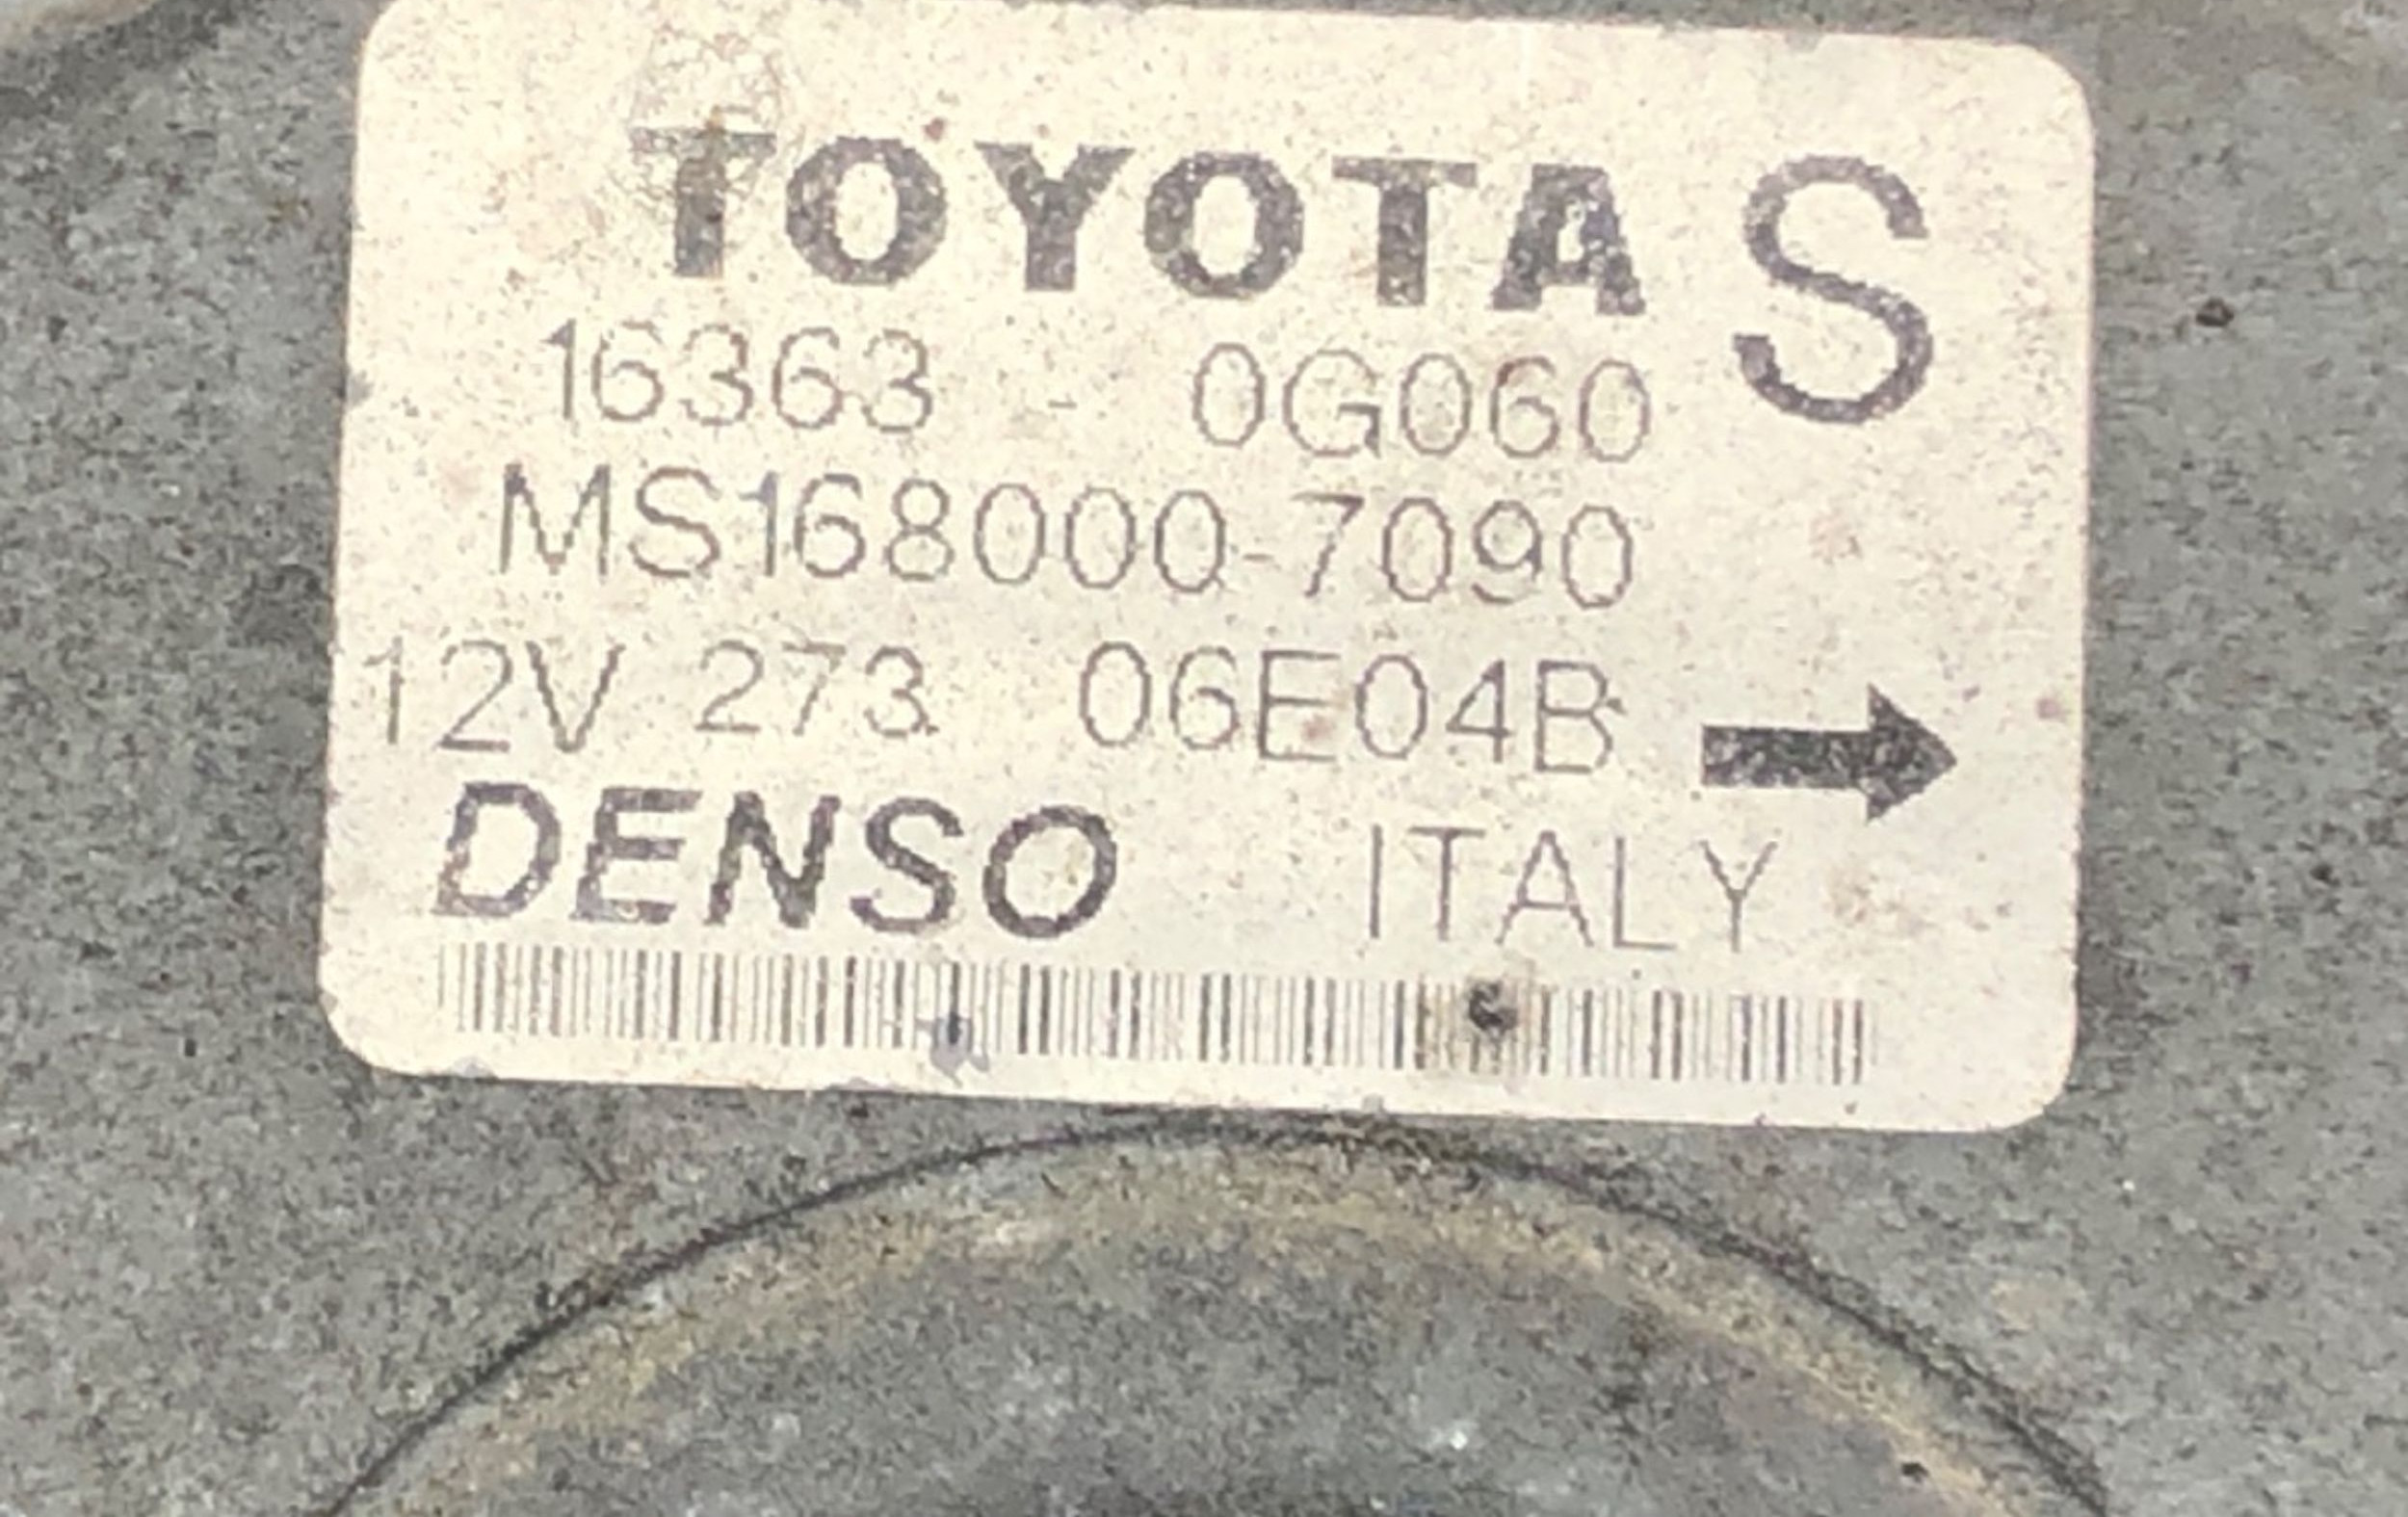 TOYOTA S
16363 - 0G060
MS168000-7090
12V 273 06E04B
DENSO ITALY